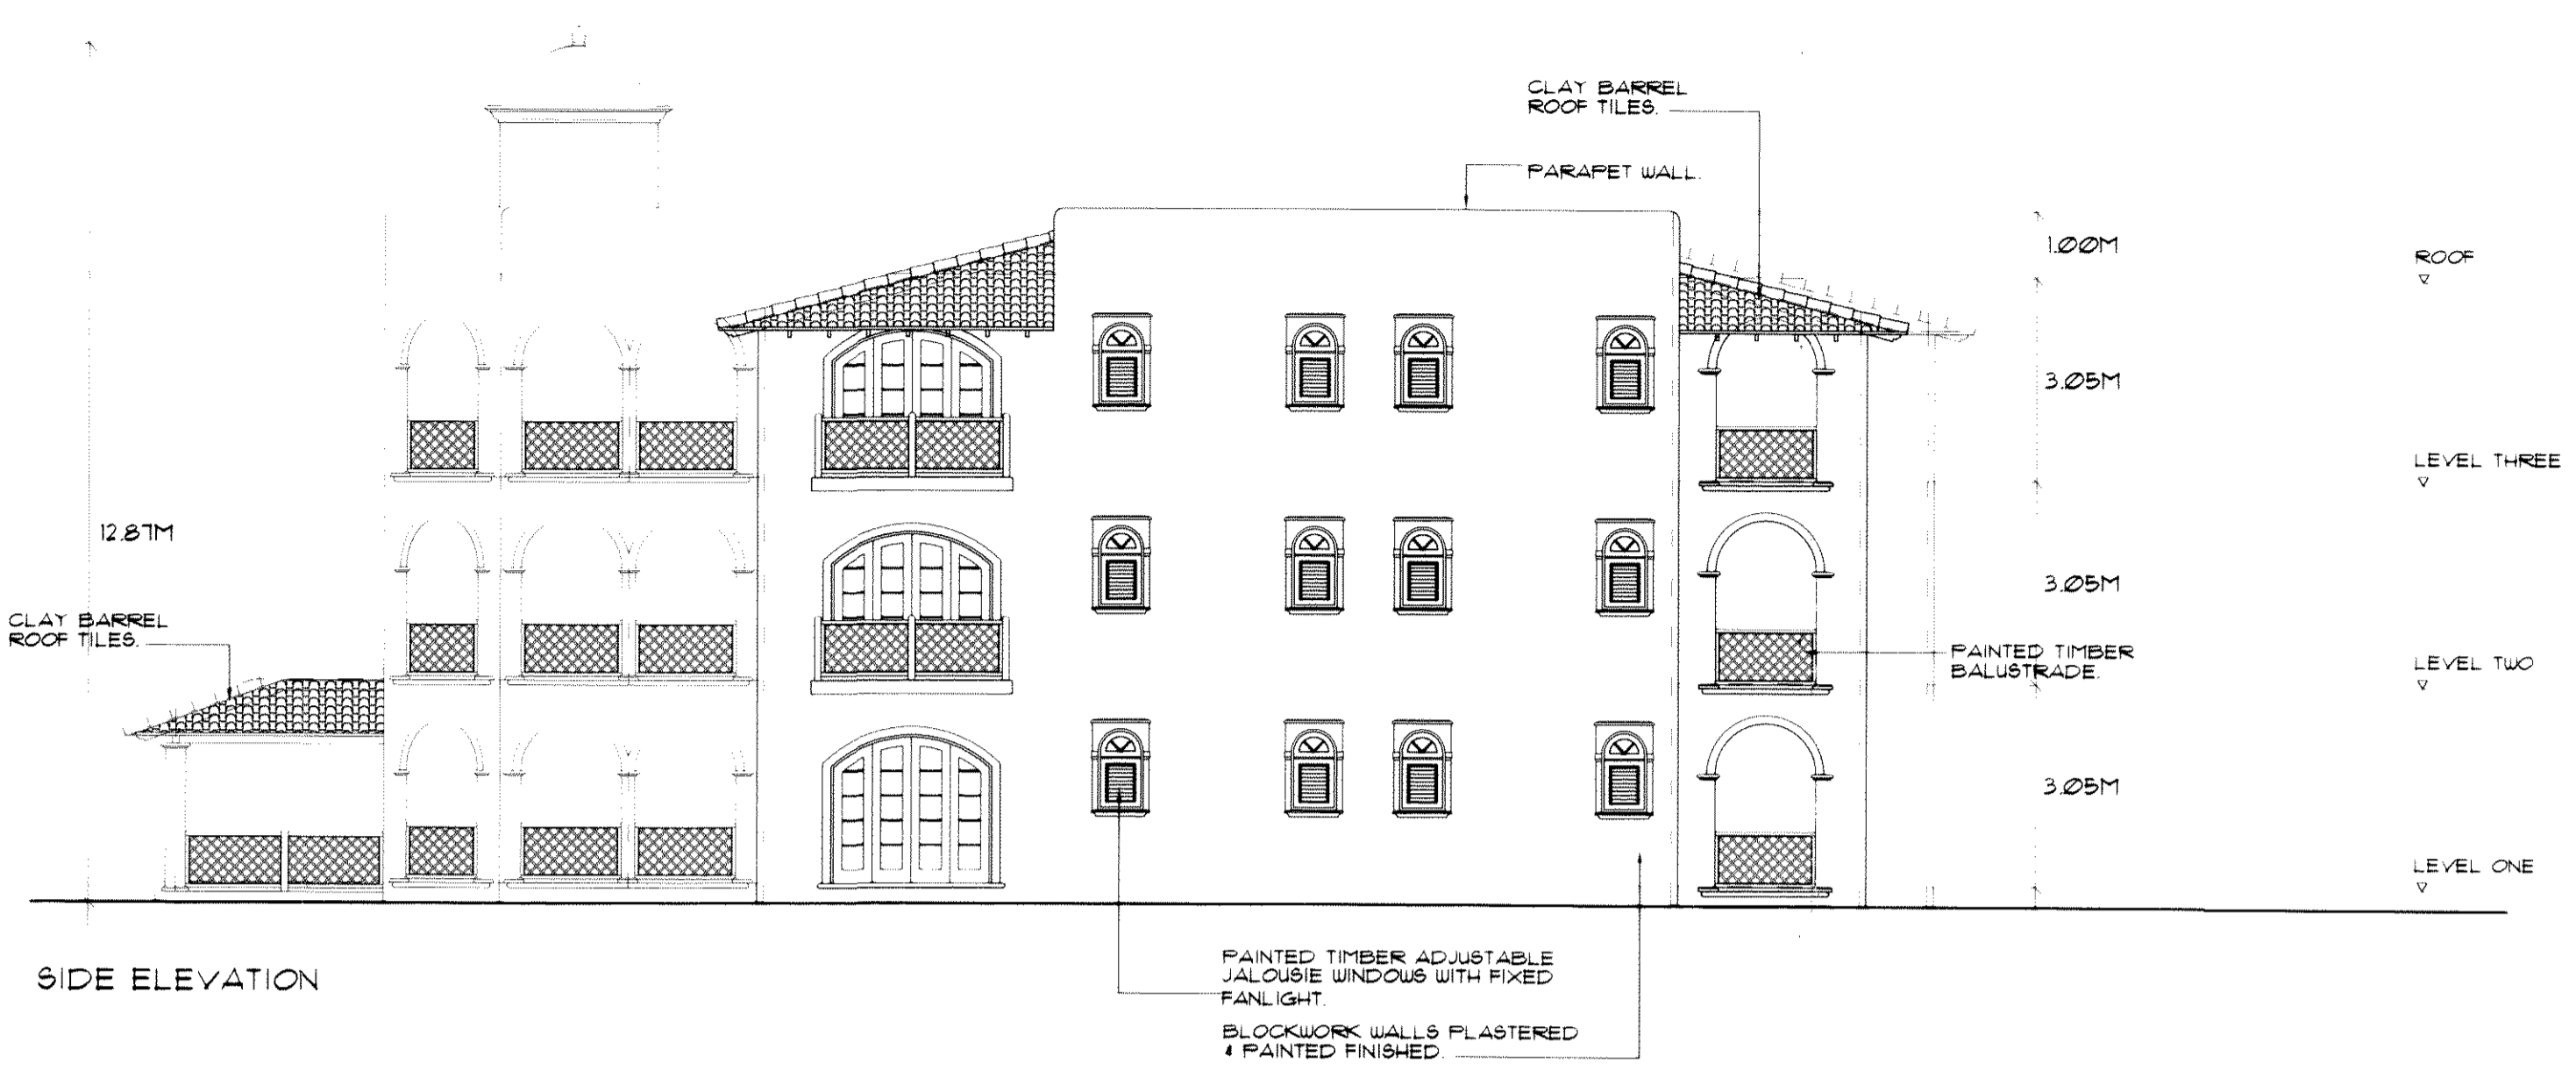 CLAY BARREL
ROOF TILES.
PARAPET WALL.
1.00M
ROOF
3.05M
LEVEL THREE
12.87M
3.05M
CLAY BARREL
ROOF TILES.
PAINTED TIMBER
BALUSTRADE.
LEVEL TWO
3.05M
LEVEL ONE
SIDE ELEVATION
PAINTED TIMBER ADJUSTABLE
JALOUSIE WINDOWS WITH FIXED
FANLIGHT.
BLOCKWORK WALLS PLASTERED
& PAINTED FINISHED.